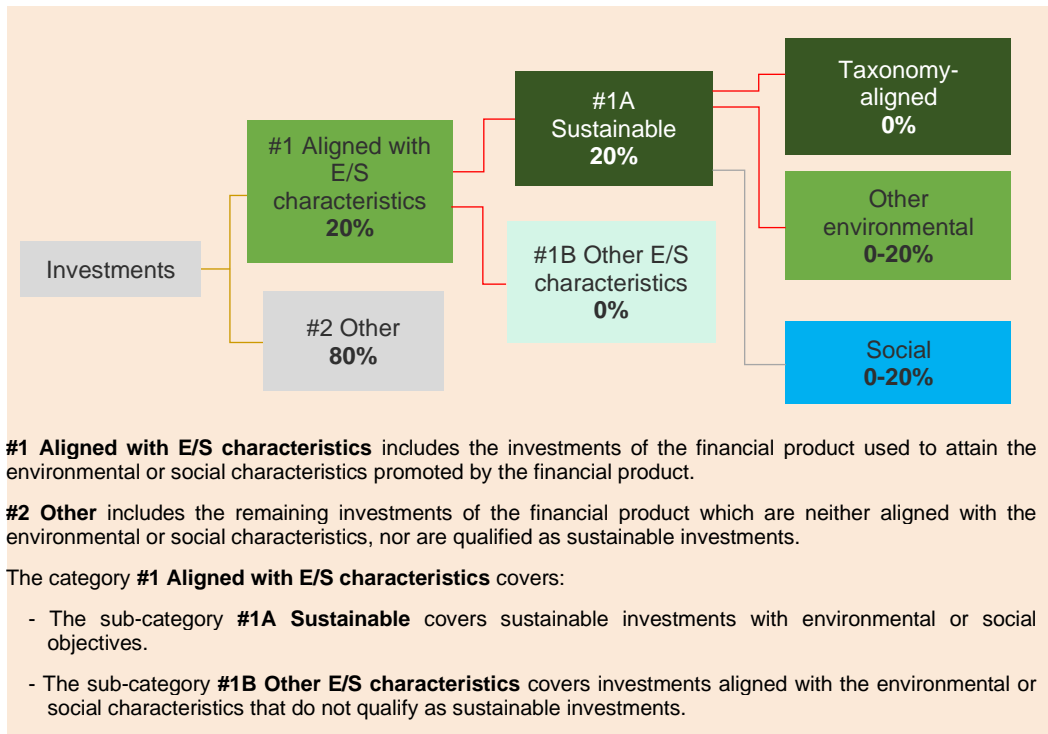 Investments
#1 Aligned with
E/S
characteristics
20%
#2 Other
80%
#1A
Sustainable
20%
#1B Other E/S
characteristics
0%
Taxonomy-
aligned
0%
Other
environmental
0-20%
Social
0-20%
#1 Aligned with E/S characteristics includes the investments of the financial product used to attain the
environmental or social characteristics promoted by the financial product.
#2 Other includes the remaining investments of the financial product which are neither aligned with the
environmental or social characteristics, nor are qualified as sustainable investments.
The category #1 Aligned with E/S characteristics covers:
- The sub-category #1A Sustainable covers sustainable investments with environmental or social
objectives.
- The sub-category #1B Other E/S characteristics covers investments aligned with the environmental or
social characteristics that do not qualify as sustainable investments.